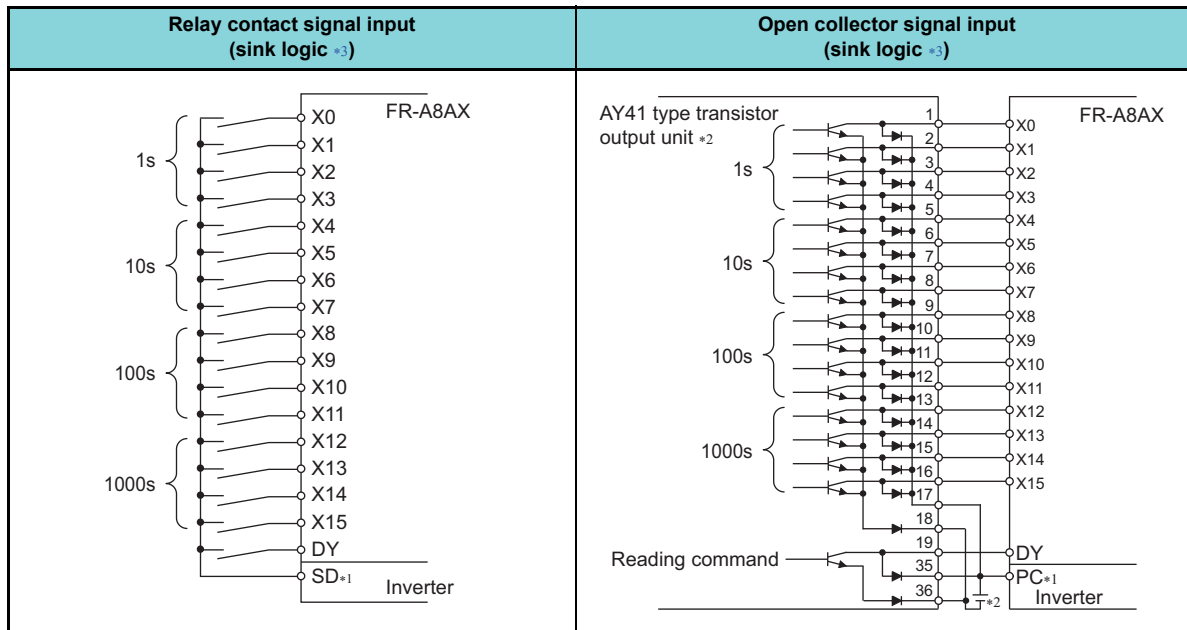 Relay contact signal input
(sink logic *3)
Open collector signal input
(sink logic *3)
FR-A8AX
X0
X1
X2
X3
X4
X5
X6
X7
X8
X9
X10
X11
X12
X13
X14
X15
DY
SD*1
Inverter
1s
10s
100s
1000s
AY41 type transistor
output unit *2
FR-A8AX
1
2
3
4
5
6
7
8
9
10
11
12
13
14
15
16
17
18
19
35
36
X0
X1
X2
X3
X4
X5
X6
X7
X8
X9
X10
X11
X12
X13
X14
X15
DY
PC*1
*2
Inverter
1s
10s
100s
1000s
Reading command